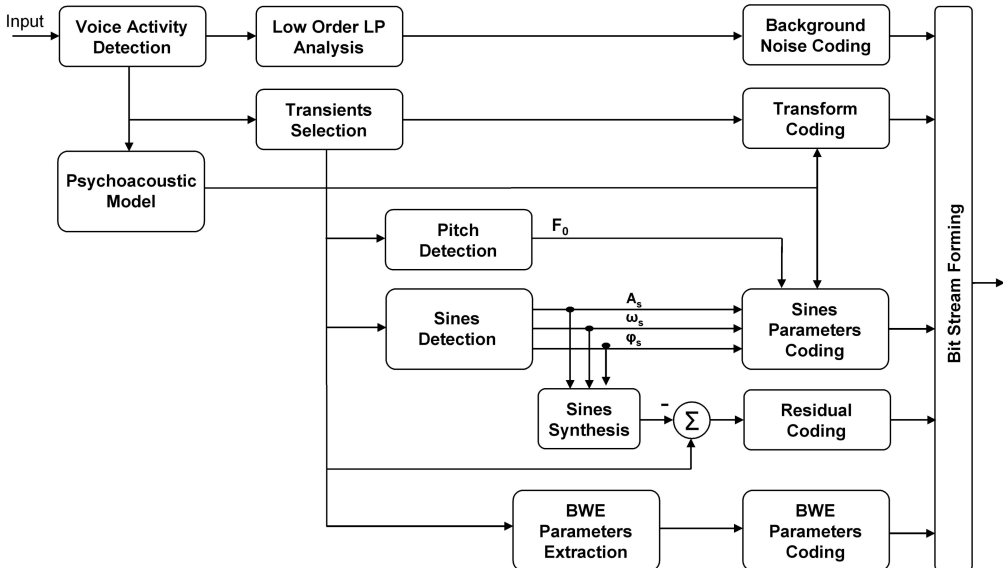 Input
Voice Activity
Detection
Low Order LP
Analysis
Background
Noise Coding
Transients
Selection
Transform
Coding
Psychoacoustic
Model
Pitch
Detection
F₀
Sines
Detection
Aₛ
ωₛ
φₛ
Sines
Parameters
Coding
Sines
Synthesis
-
Σ
Residual
Coding
BWE
Parameters
Extraction
BWE
Parameters
Coding
Bit Stream Forming